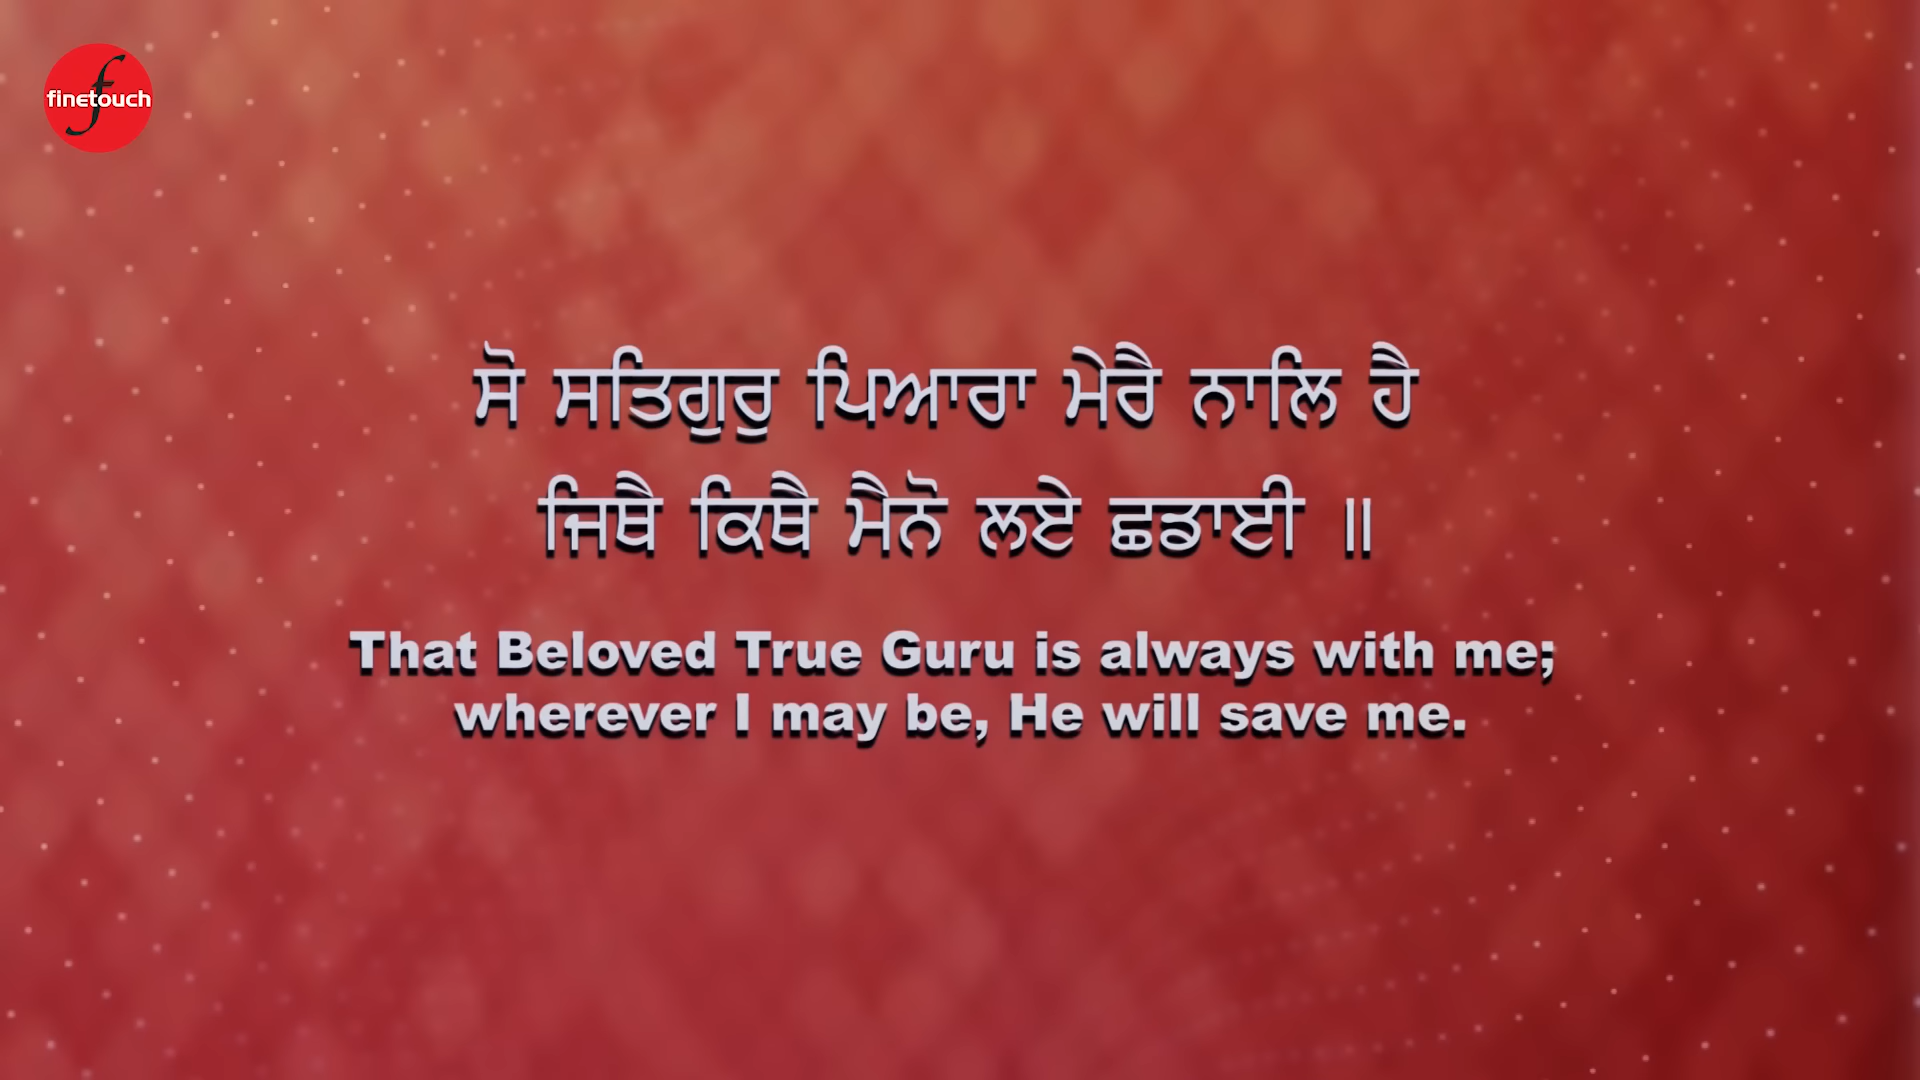 finetouch
ਸੋ ਸਤਿਗੁਰੁ ਪਿਆਰਾ ਮੇਰੈ ਨਾਲਿ ਹੈ
ਜਿਥੈ ਕਿਥੈ ਮੈਨੋ ਲਏ ਛਡਾਈ ॥
That Beloved True Guru is always with me;
wherever I may be, He will save me.